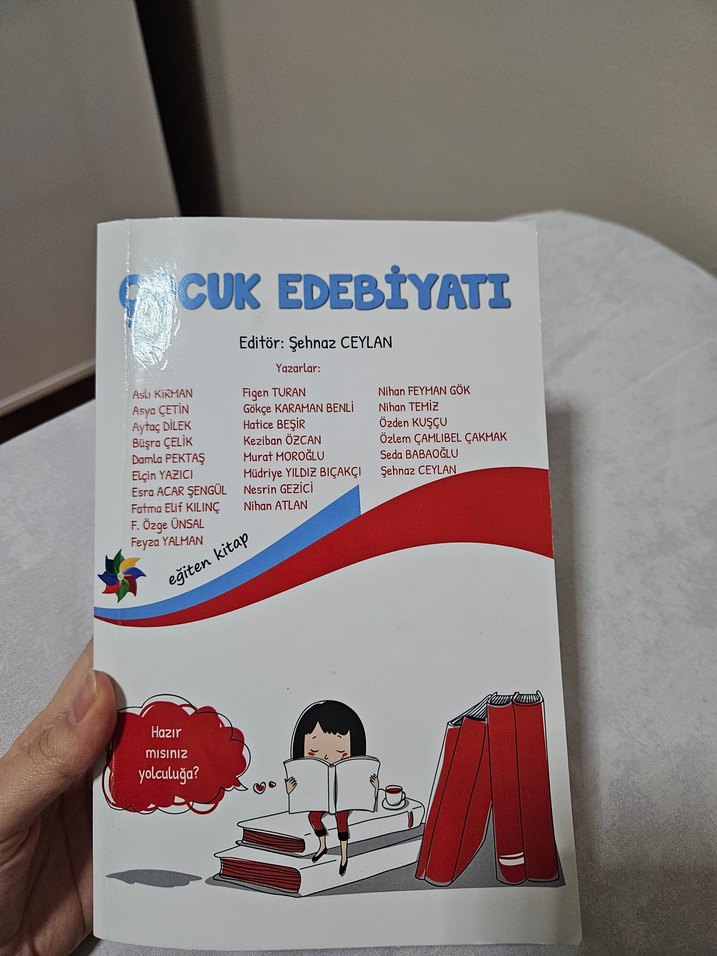 ÇOCUK EDEBİYATI
Editör: Şehnaz CEYLAN
Yazarlar:
Aslı KIRMAN
Asya ÇETİN
Aytaç DİLEK
Büşra ÇELİK
Damla PEKTAŞ
Elçin YAZICI
Esra ACAR ŞENGÜL
Fatma Elif KILINÇ
F. Özge ÜNSAL
Feyza YALMAN
Figen TURAN
Gökçe KARAMAN BENLİ
Hatice BEŞİR
Keziban ÖZCAN
Murat MOROĞLU
Müdriye YILDIZ BIÇAKÇI
Nesrin GEZİCİ
Nihan ATLAN
Nihan FEYMAN GÖK
Nihan TEMİZ
Özden KUŞÇU
Özlem ÇAMLIBEL ÇAKMAK
Seda BABAOĞLU
Şehnaz CEYLAN
eğiten kitap
Hazır
mısınız
yolculuğa?